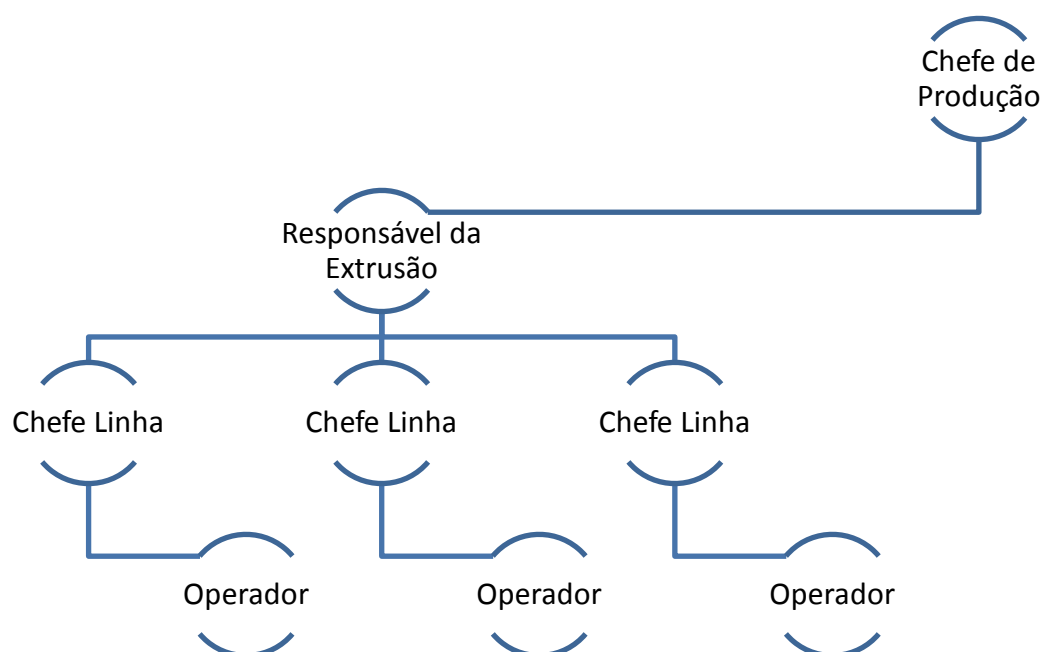 Chefe de
Produção
Responsável da
Extrusão
Chefe Linha
Chefe Linha
Chefe Linha
Operador
Operador
Operador